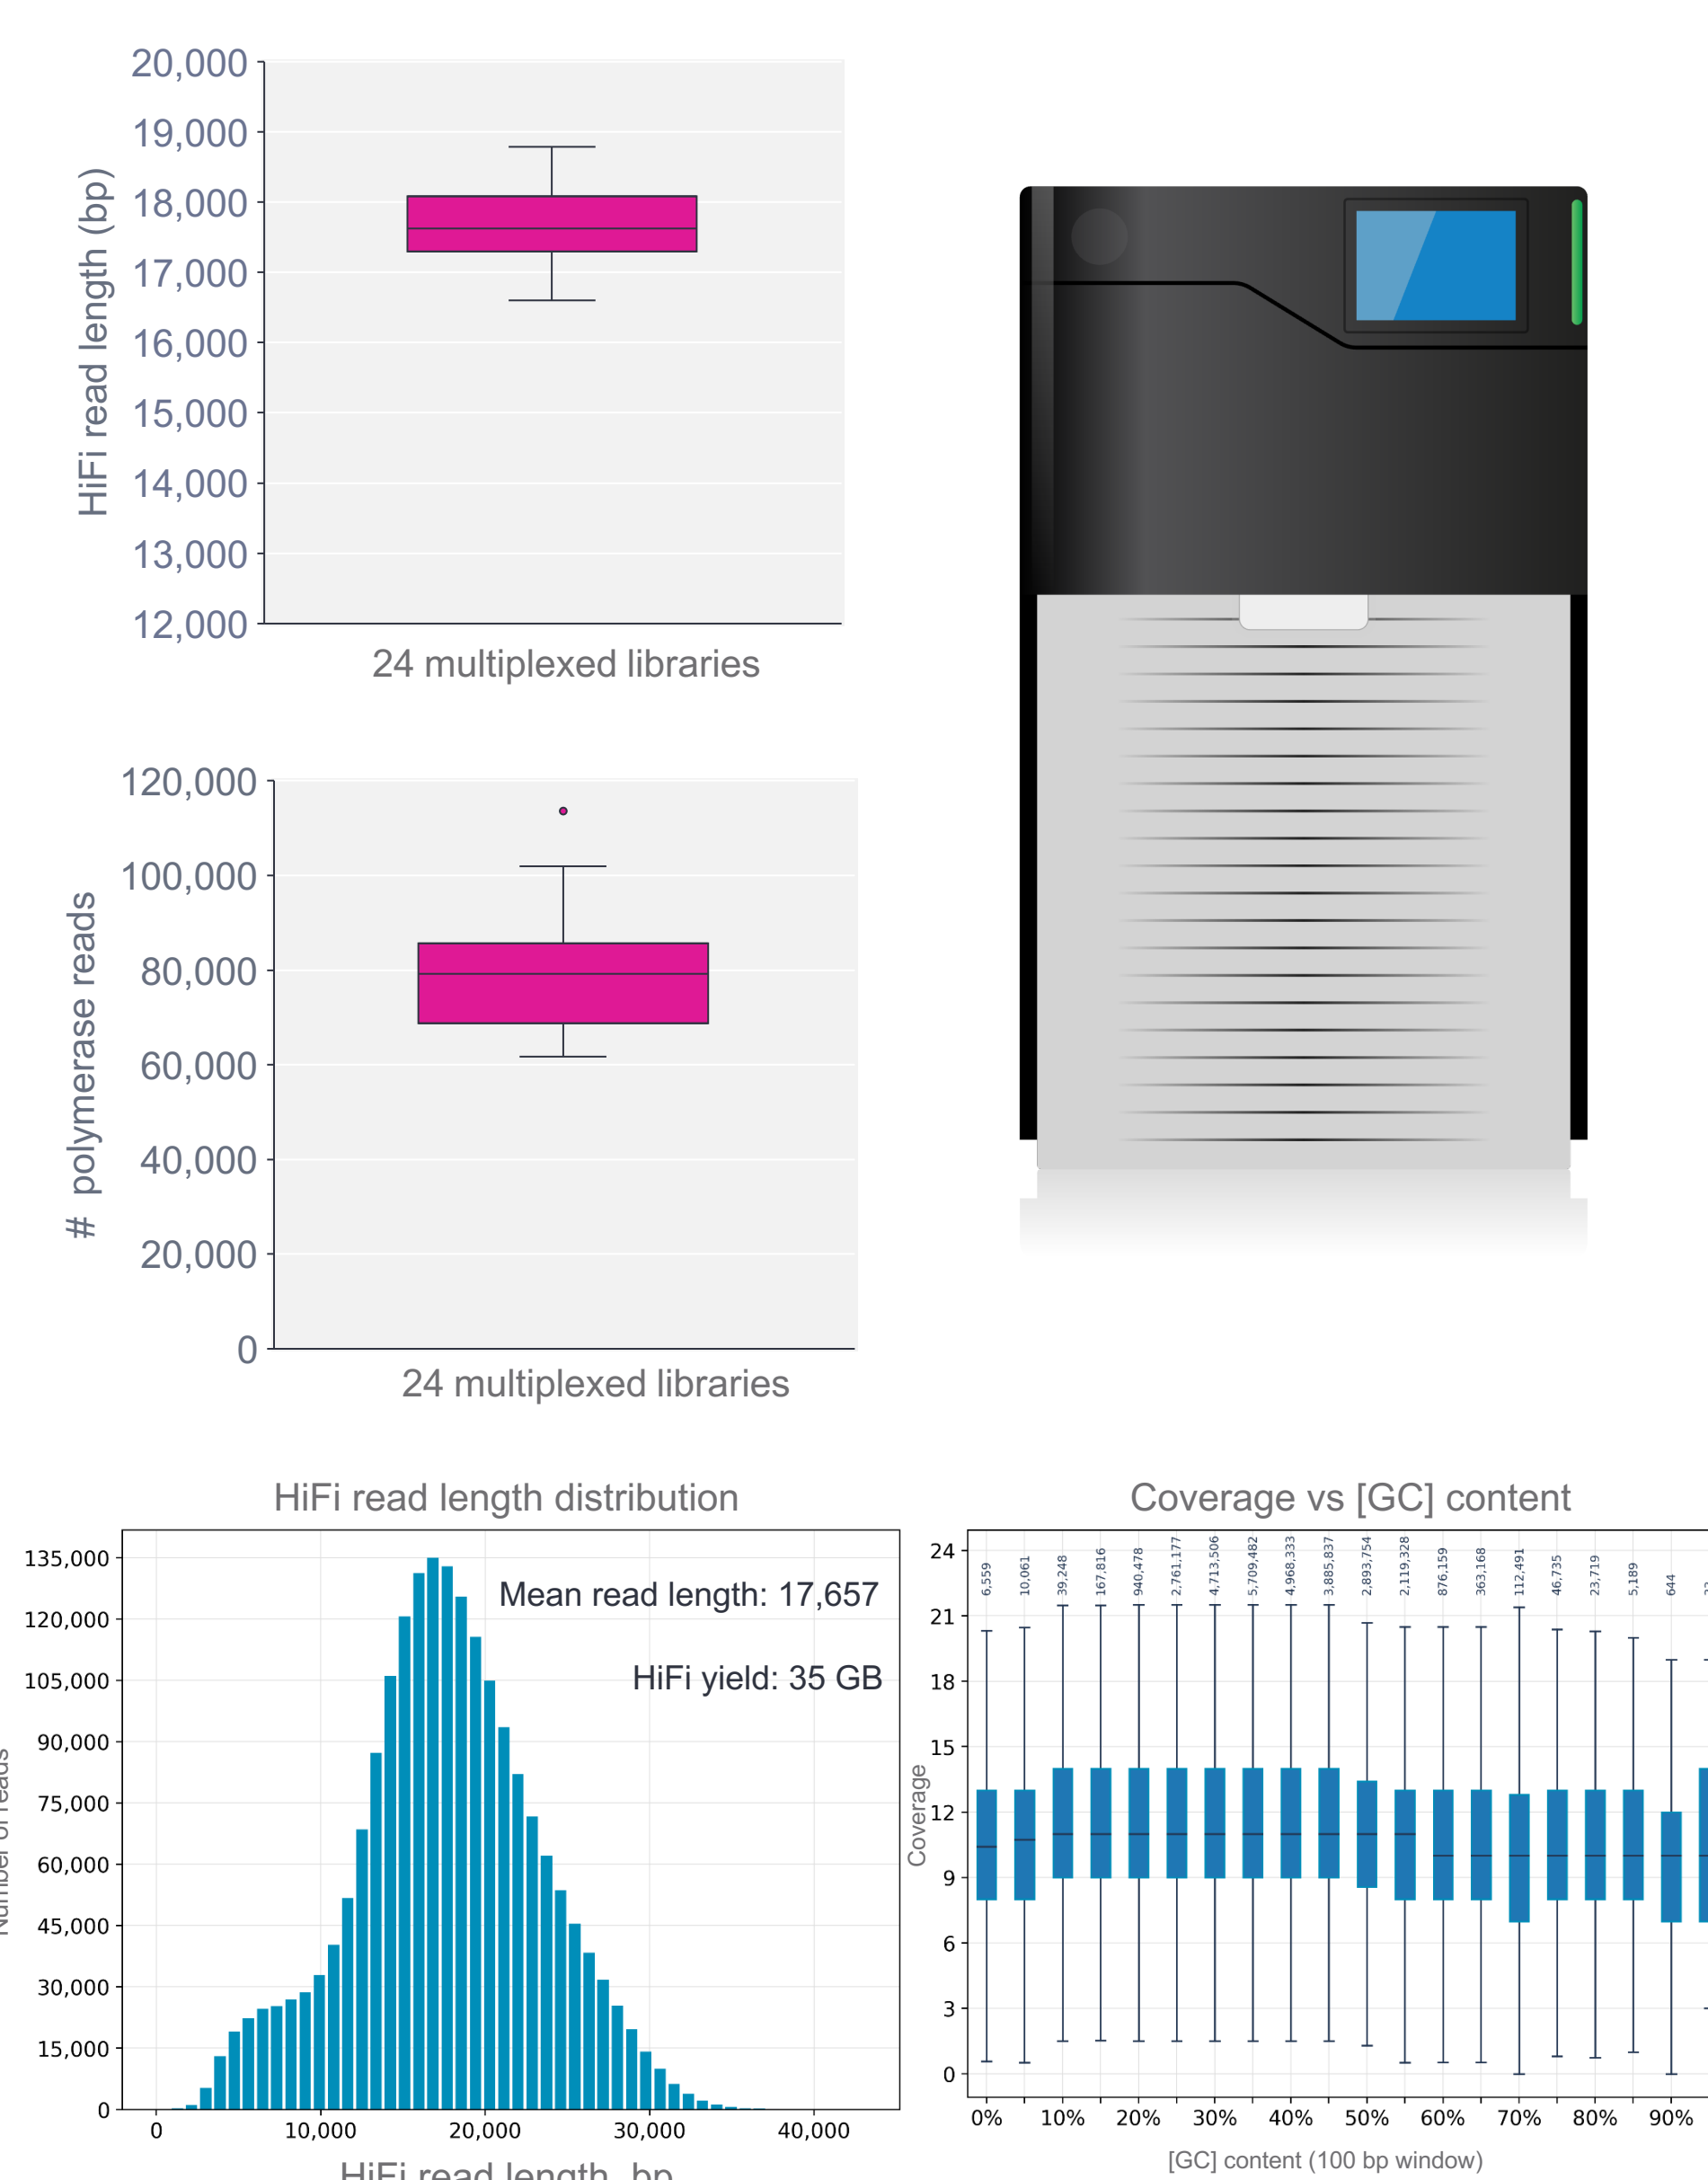 20,000
19,000
18,000
17,000
16,000
15,000
14,000
13,000
12,000
HiFi read length (bp)
24 multiplexed libraries
120,000
100,000
80,000
60,000
40,000
20,000
0
# polymerase reads
24 multiplexed libraries
HiFi read length distribution
135,000
120,000
105,000
90,000
75,000
60,000
45,000
30,000
15,000
0
Number of reads
Mean read length: 17,657
HiFi yield: 35 GB
0 10,000 20,000 30,000 40,000
HiFi read length, bp
Coverage vs [GC] content
24
21
18
15
12
9
6
3
0
Coverage
6,559 10,061 39,248 167,816 940,478 2,761,177 4,713,506 5,709,482 4,968,333 3,885,837 2,893,754 2,119,328 876,159 363,168 112,491 46,735 23,719 5,189 644
0% 10% 20% 30% 40% 50% 60% 70% 80% 90%
[GC] content (100 bp window)